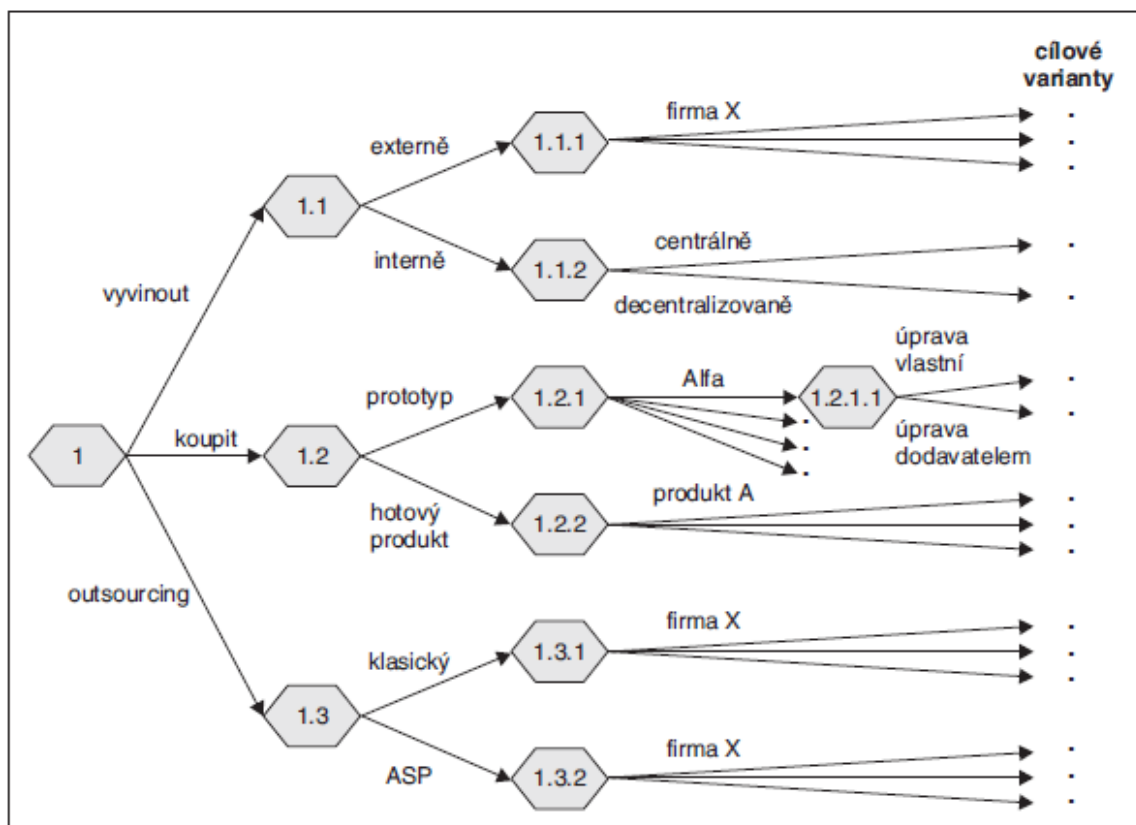 cílové
varianty
firma X
externě
1.1.1
1.1
interně
1.1.2
centrálně
decentralizovaně
vyvinout
prototyp
1.2.1
Alfa
1.2.1.1
úprava
vlastní
úprava
dodavatelem
1
koupit
1.2
hotový
produkt
1.2.2
produkt A
outsourcing
klasický
1.3.1
firma X
1.3
ASP
1.3.2
firma X